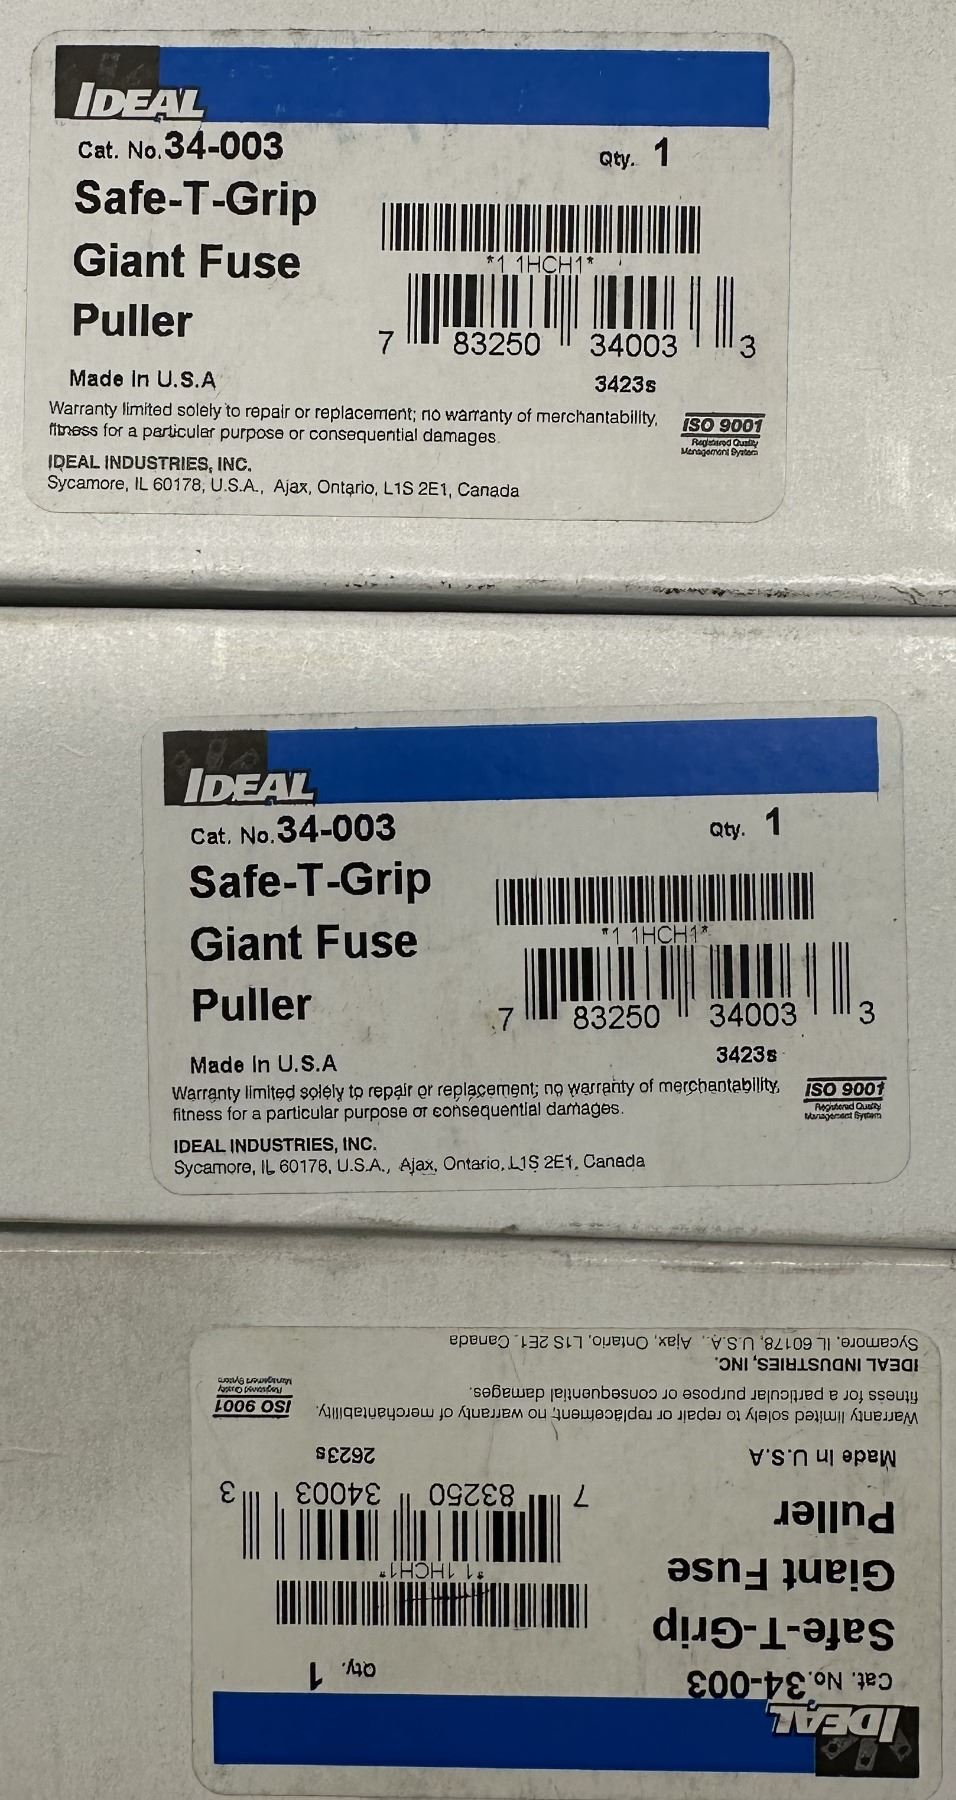 IDEAL
Cat. No. 34-003
Qty. 1
Safe-T-Grip
Giant Fuse
Puller
*1 1HCH1*
7 83250 34003 3
Made In U.S.A
3423s
Warranty limited solely to repair or replacement; no warranty of merchantability,
fitness for a particular purpose or consequential damages.
ISO 9001
Registered Quality
Management System
IDEAL INDUSTRIES, INC.
Sycamore, IL 60178, U.S.A., Ajax, Ontario, L1S 2E1, Canada
IDEAL
Cat. No. 34-003
Qty. 1
Safe-T-Grip
Giant Fuse
Puller
*1 1HCH1*
7 83250 34003 3
Made In U.S.A
3423s
Warranty limited solely to repair or replacement; no warranty of merchantability,
fitness for a particular purpose or consequential damages.
ISO 9001
Registered Quality
Management System
IDEAL INDUSTRIES, INC.
Sycamore, IL 60178, U.S.A., Ajax, Ontario, L1S 2E1, Canada
IDEAL
Cat. No. 34-003
Qty. 1
Safe-T-Grip
Giant Fuse
Puller
*1 1HCH1*
7 83250 34003 3
Made In U.S.A
2623s
Warranty limited solely to repair or replacement; no warranty of merchantability,
fitness for a particular purpose or consequential damages.
ISO 9001
Registered Quality
Management System
IDEAL INDUSTRIES, INC.
Sycamore, IL 60178, U.S.A., Ajax, Ontario, L1S 2E1, Canada